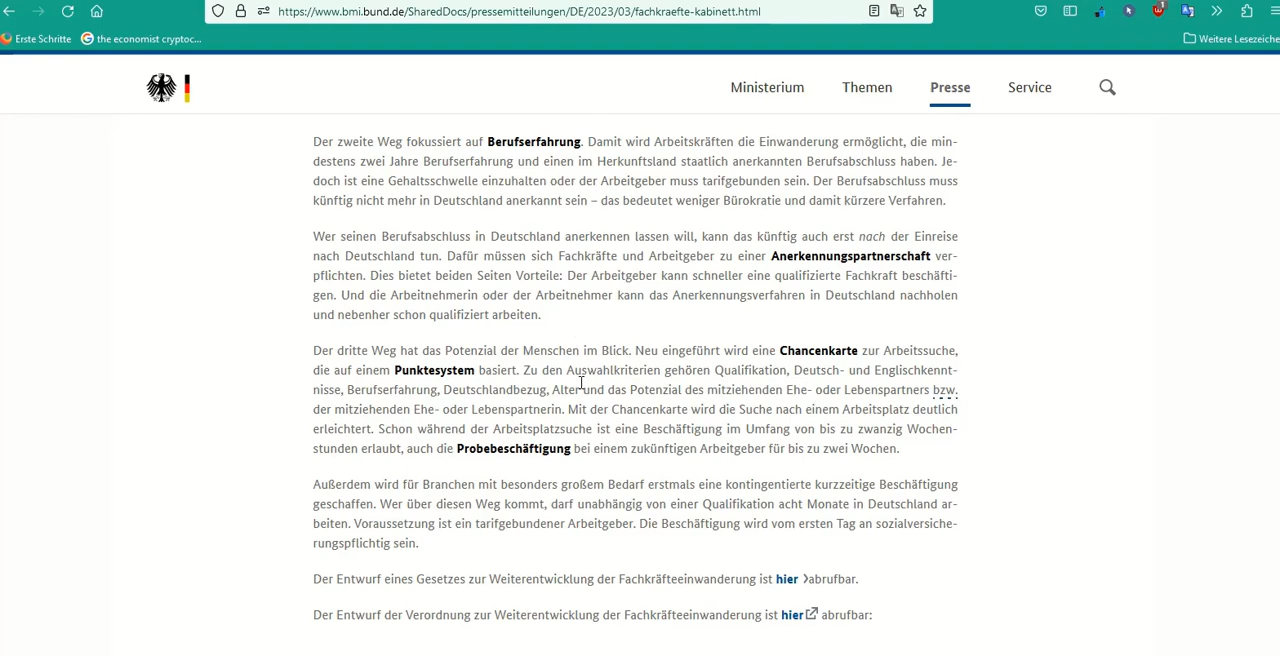 https://www.bmi.bund.de/SharedDocs/pressemitteilungen/DE/2023/03/fachkraefte-kabinett.html
Erste Schritte
the economist cryptoc...
Weitere Lesezeiche
Ministerium
Themen
Presse
Service
Der zweite Weg fokussiert auf Berufserfahrung. Damit wird Arbeitskräften die Einwanderung ermöglicht, die min-
destens zwei Jahre Berufserfahrung und einen im Herkunftsland staatlich anerkannten Berufsabschluss haben. Je-
doch ist eine Gehaltsschwelle einzuhalten oder der Arbeitgeber muss tarifgebunden sein. Der Berufsabschluss muss
künftig nicht mehr in Deutschland anerkannt sein – das bedeutet weniger Bürokratie und damit kürzere Verfahren.
Wer seinen Berufsabschluss in Deutschland anerkennen lassen will, kann das künftig auch erst nach der Einreise
nach Deutschland tun. Dafür müssen sich Fachkräfte und Arbeitgeber zu einer Anerkennungspartnerschaft ver-
pflichten. Dies bietet beiden Seiten Vorteile: Der Arbeitgeber kann schneller eine qualifizierte Fachkraft beschäfti-
gen. Und die Arbeitnehmerin oder der Arbeitnehmer kann das Anerkennungsverfahren in Deutschland nachholen
und nebenher schon qualifiziert arbeiten.
Der dritte Weg hat das Potenzial der Menschen im Blick. Neu eingeführt wird eine Chancenkarte zur Arbeitssuche,
die auf einem Punktesystem basiert. Zu den Auswahlkriterien gehören Qualifikation, Deutsch- und Englischkennt-
nisse, Berufserfahrung, Deutschlandbezug, Alter und das Potenzial des mitziehenden Ehe- oder Lebenspartners bzw.
der mitziehenden Ehe- oder Lebenspartnerin. Mit der Chancenkarte wird die Suche nach einem Arbeitsplatz deutlich
erleichtert. Schon während der Arbeitsplatzsuche ist eine Beschäftigung im Umfang von bis zu zwanzig Wochen-
stunden erlaubt, auch die Probebeschäftigung bei einem zukünftigen Arbeitgeber für bis zu zwei Wochen.
Außerdem wird für Branchen mit besonders großem Bedarf erstmals eine kontingentierte kurzzeitige Beschäftigung
geschaffen. Wer über diesen Weg kommt, darf unabhängig von einer Qualifikation acht Monate in Deutschland ar-
beiten. Voraussetzung ist ein tarifgebundener Arbeitgeber. Die Beschäftigung wird vom ersten Tag an sozialversiche-
rungspflichtig sein.
Der Entwurf eines Gesetzes zur Weiterentwicklung der Fachkräfteeinwanderung ist hier abrufbar.
Der Entwurf der Verordnung zur Weiterentwicklung der Fachkräfteeinwanderung ist hier abrufbar: